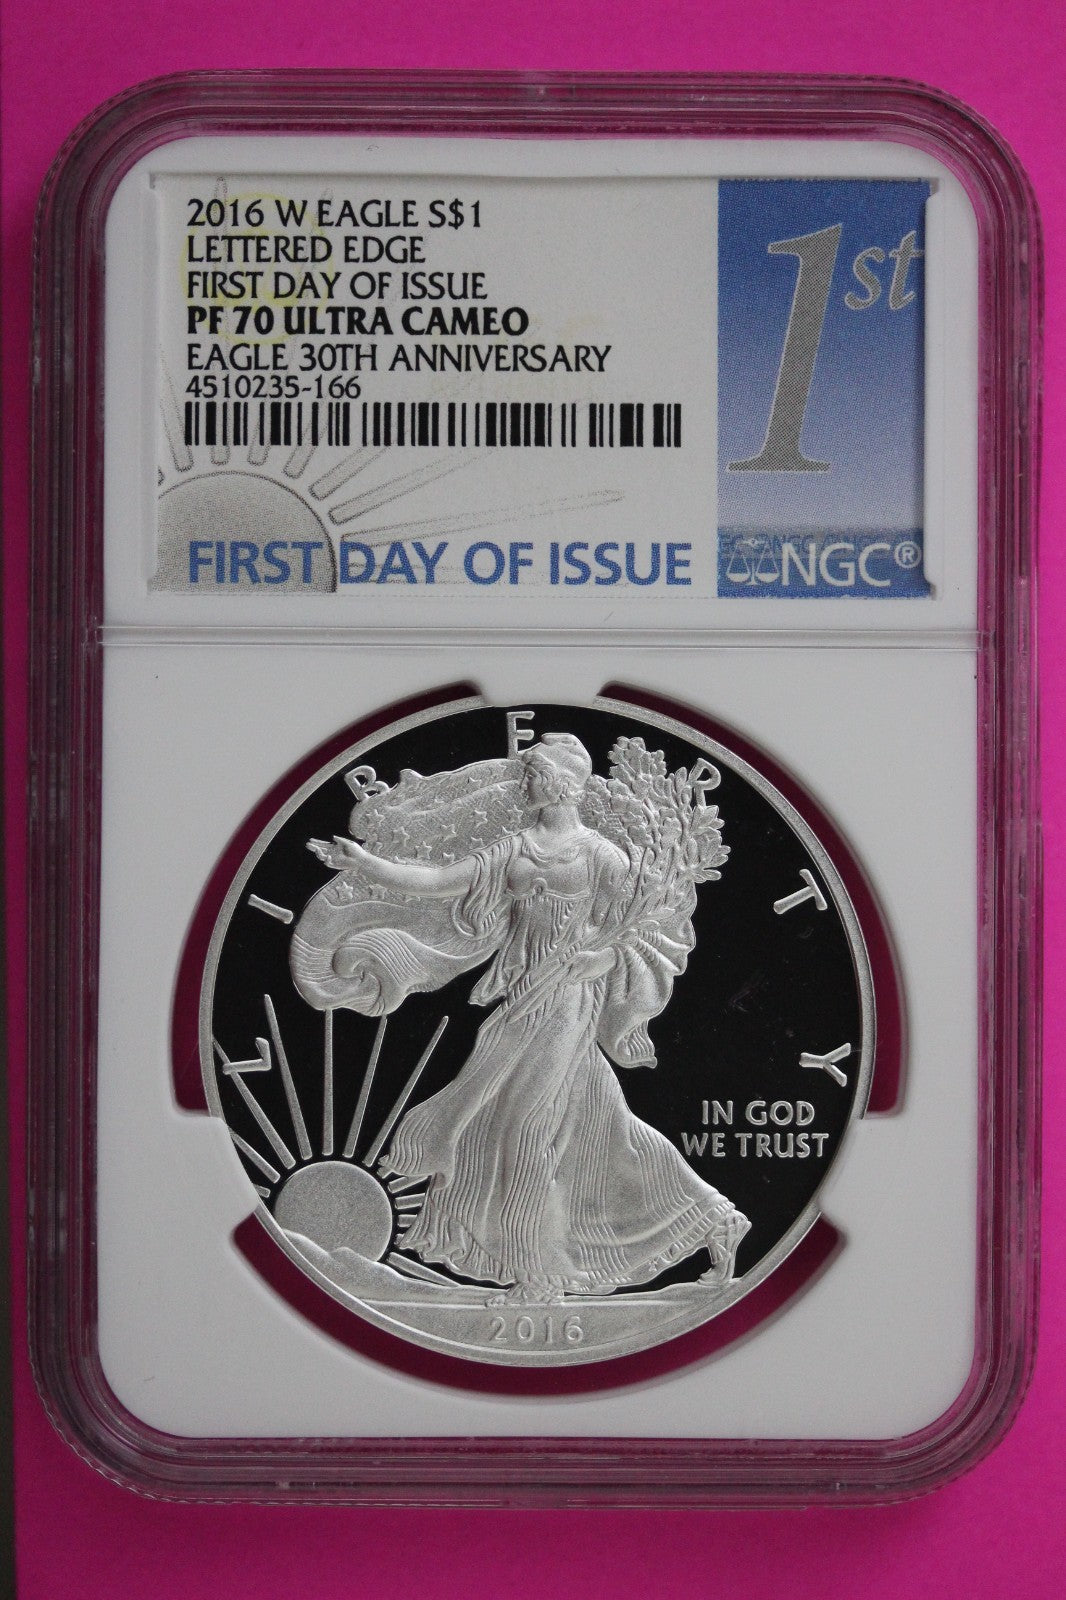 2016 W EAGLE S$1
LETTERED EDGE
FIRST DAY OF ISSUE
PF 70 ULTRA CAMEO
EAGLE 30TH ANNIVERSARY
4510235-166
FIRST DAY OF ISSUE
1st
NGC®
LIBERTY
IN GOD
WE TRUST
2016